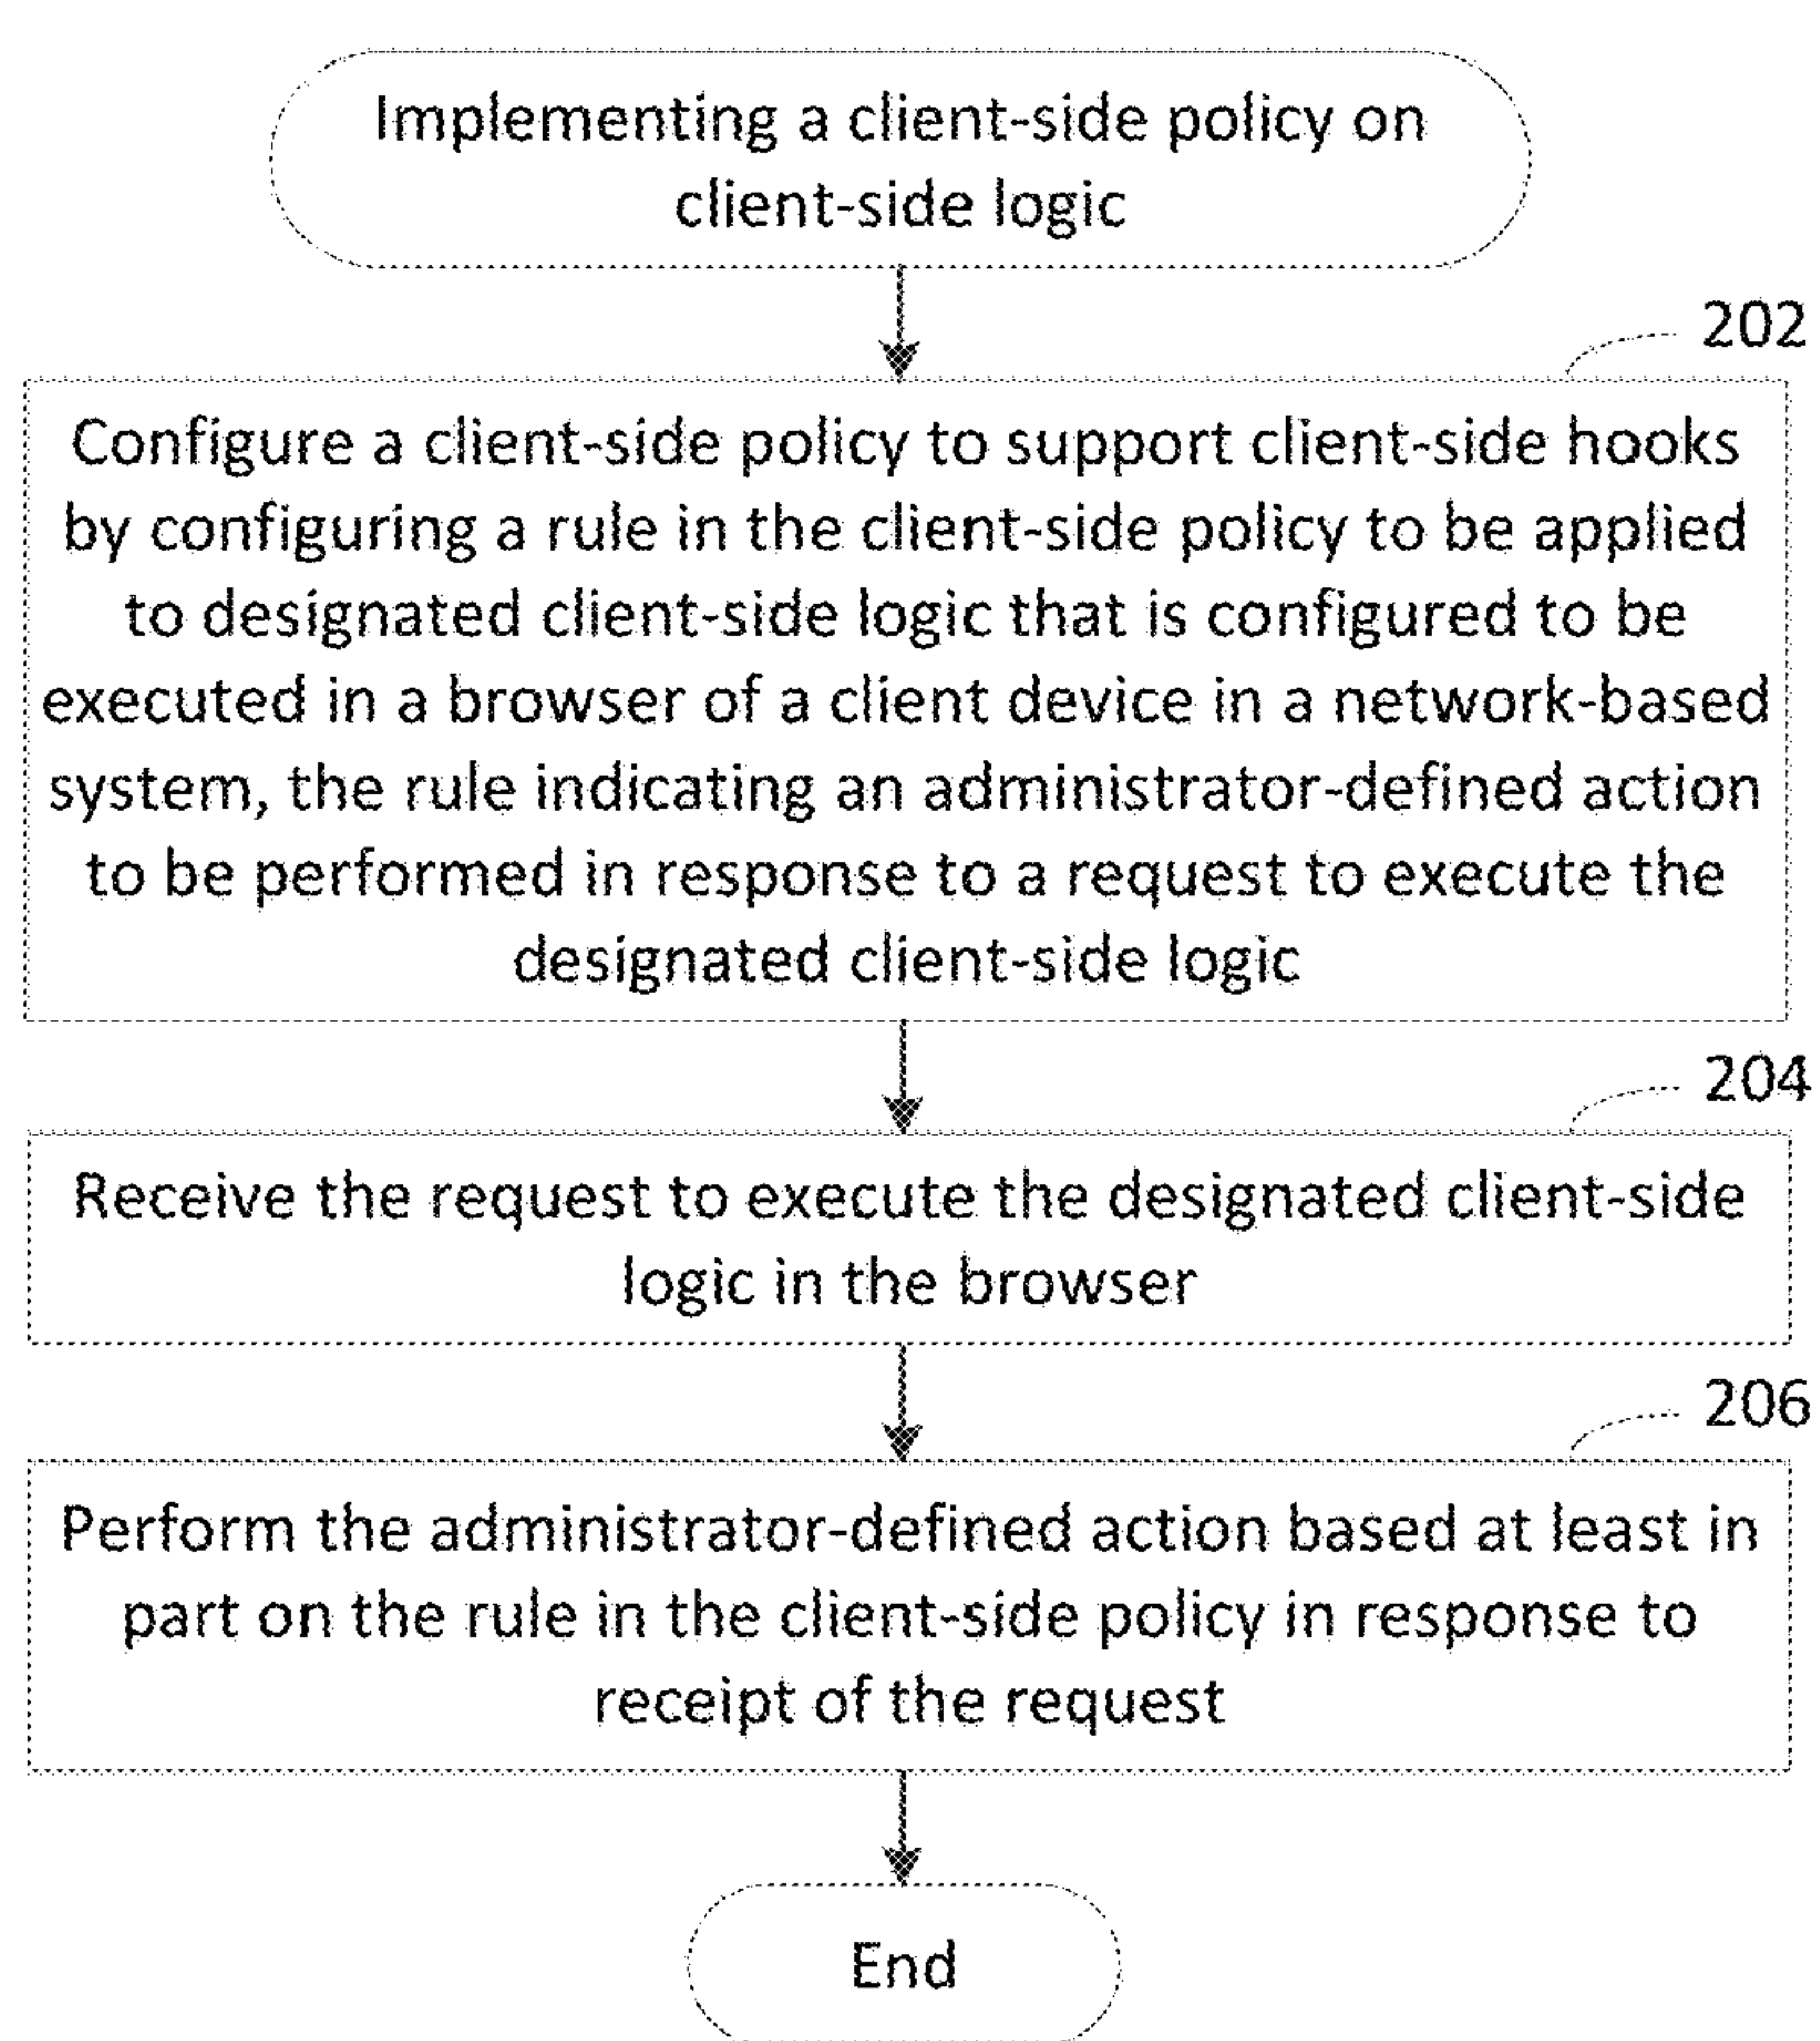 Implementing a client-side policy on
client-side logic
202
Configure a client-side policy to support client-side hooks
by configuring a rule in the client-side policy to be applied
to designated client-side logic that is configured to be
executed in a browser of a client device in a network-based
system, the rule indicating an administrator-defined action
to be performed in response to a request to execute the
designated client-side logic
204
Receive the request to execute the designated client-side
logic in the browser
206
Perform the administrator-defined action based at least in
part on the rule in the client-side policy in response to
receipt of the request
End